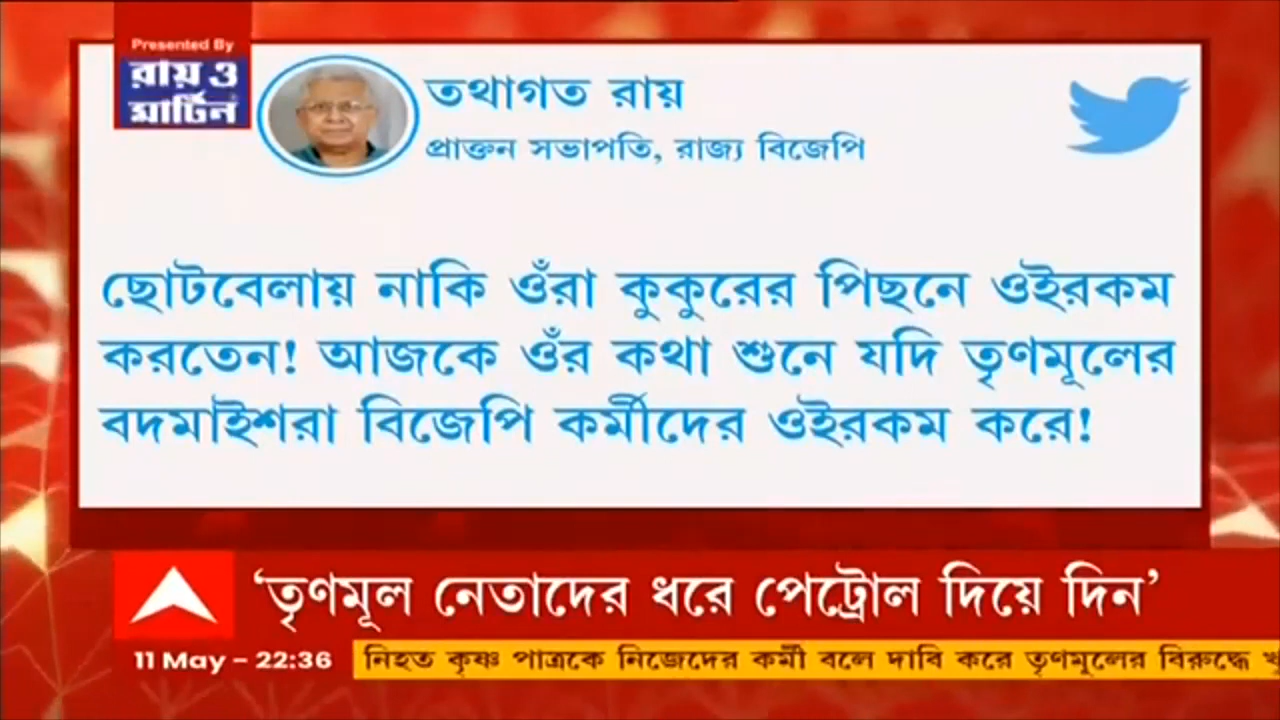 Presented By
রায় ও
মার্টিন
তথাগত রায়
প্রাক্তন সভাপতি, রাজ্য বিজেপি
ছোটবেলায় নাকি ওঁরা কুকুরের পিছনে ওইরকম
করতেন! আজকে ওঁর কথা শুনে যদি তৃণমূলের
বদমাইশরা বিজেপি কর্মীদের ওইরকম করে!
‘তৃণমূল নেতাদের ধরে পেট্রোল দিয়ে দিন’
11 May – 22:36
নিহত কৃষ্ণ পাত্রকে নিজেদের কর্মী বলে দাবি করে তৃণমূলের বিরুদ্ধে